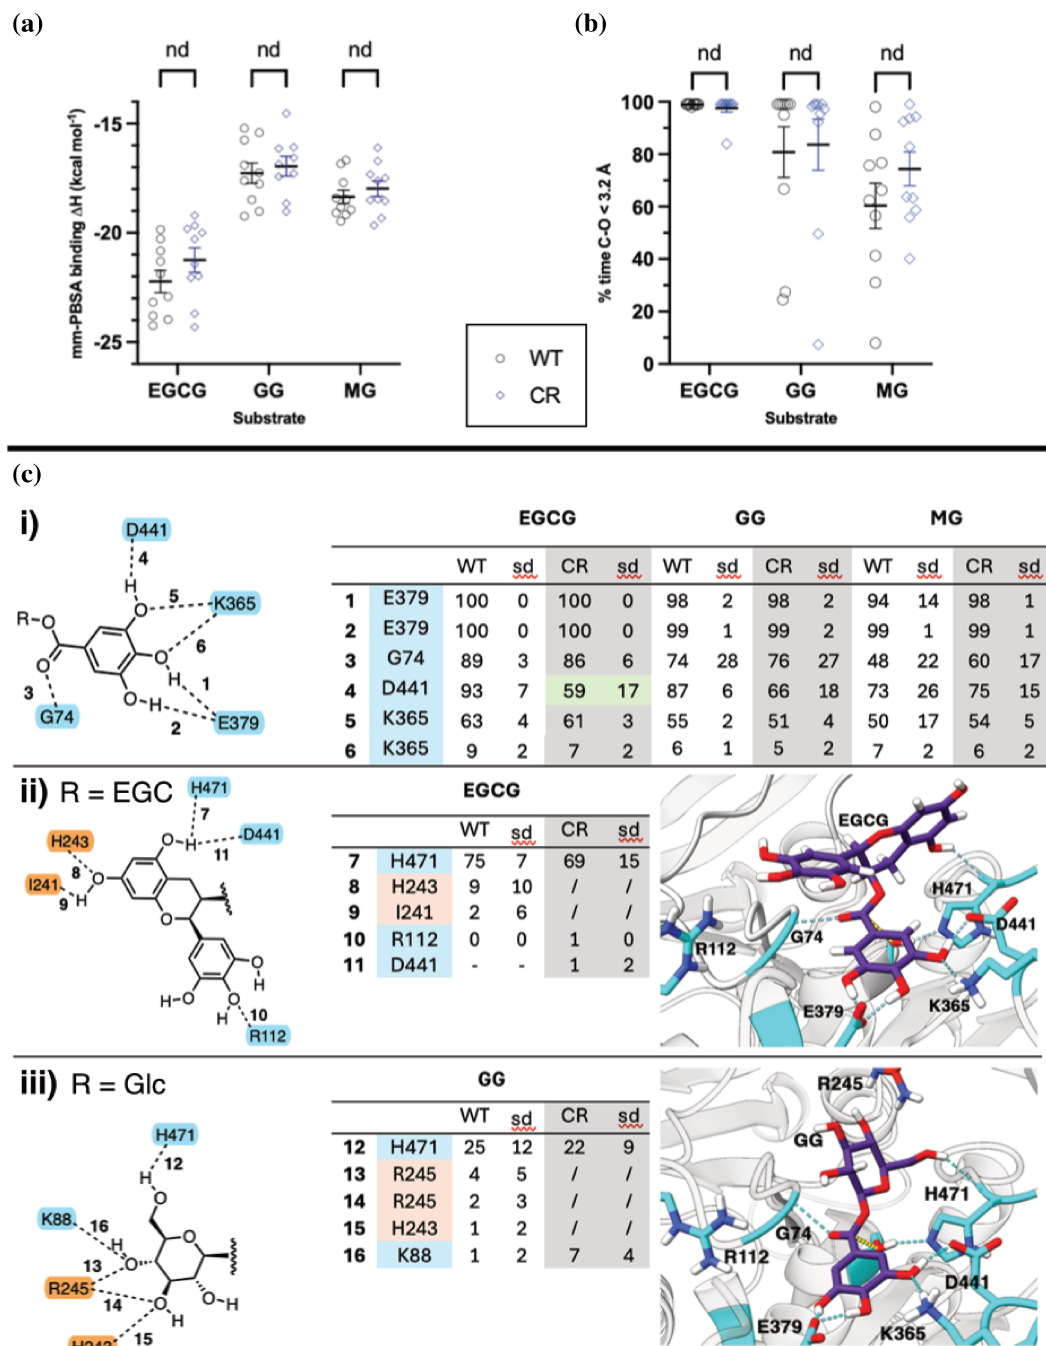 (a)
nd nd nd
mm-PBSA binding ΔH (kcal mol⁻¹)
-15
-20
-25
EGCG GG MG
Substrate
WT
CR
(b)
nd nd nd
% time C-O < 3.2 Å
100
80
60
40
20
0
EGCG GG MG
Substrate
(c)
i)
D441
4
H
O
5
K365
R-O
6
O
O
H
3
1
O H
G74
2
E379
EGCG GG MG
WT sd CR sd WT sd CR sd WT sd CR sd
1 E379 100 0 100 0 98 2 98 2 94 14 98 1
2 E379 100 0 100 0 99 1 99 2 99 1 99 1
3 G74 89 3 86 6 74 28 76 27 48 22 60 17
4 D441 93 7 59 17 87 6 66 18 73 26 75 15
5 K365 63 4 61 3 55 2 51 4 50 17 54 5
6 K365 9 2 7 2 6 1 5 2 7 2 6 2
ii) R = EGC
H471
7
H243
O H
D441
11
8
I241
O
9 H
O
O
H
H-O
O
H
10
R112
EGCG
WT sd CR sd
7 H471 75 7 69 15
8 H243 9 10 / /
9 I241 2 6 / /
10 R112 0 0 1 0
11 D441 - - 1 2
EGCG
H471
R112
G74
D441
E379
K365
iii) R = Glc
H471
12
H
O
K88
16
H
O
O
13
R245
14
O
O-H
H
15
GG
WT sd CR sd
12 H471 25 12 22 9
13 R245 4 5 / /
14 R245 2 3 / /
15 H243 1 2 / /
16 K88 1 2 7 4
R245
GG
H471
G74
R112
D441
E379
K365